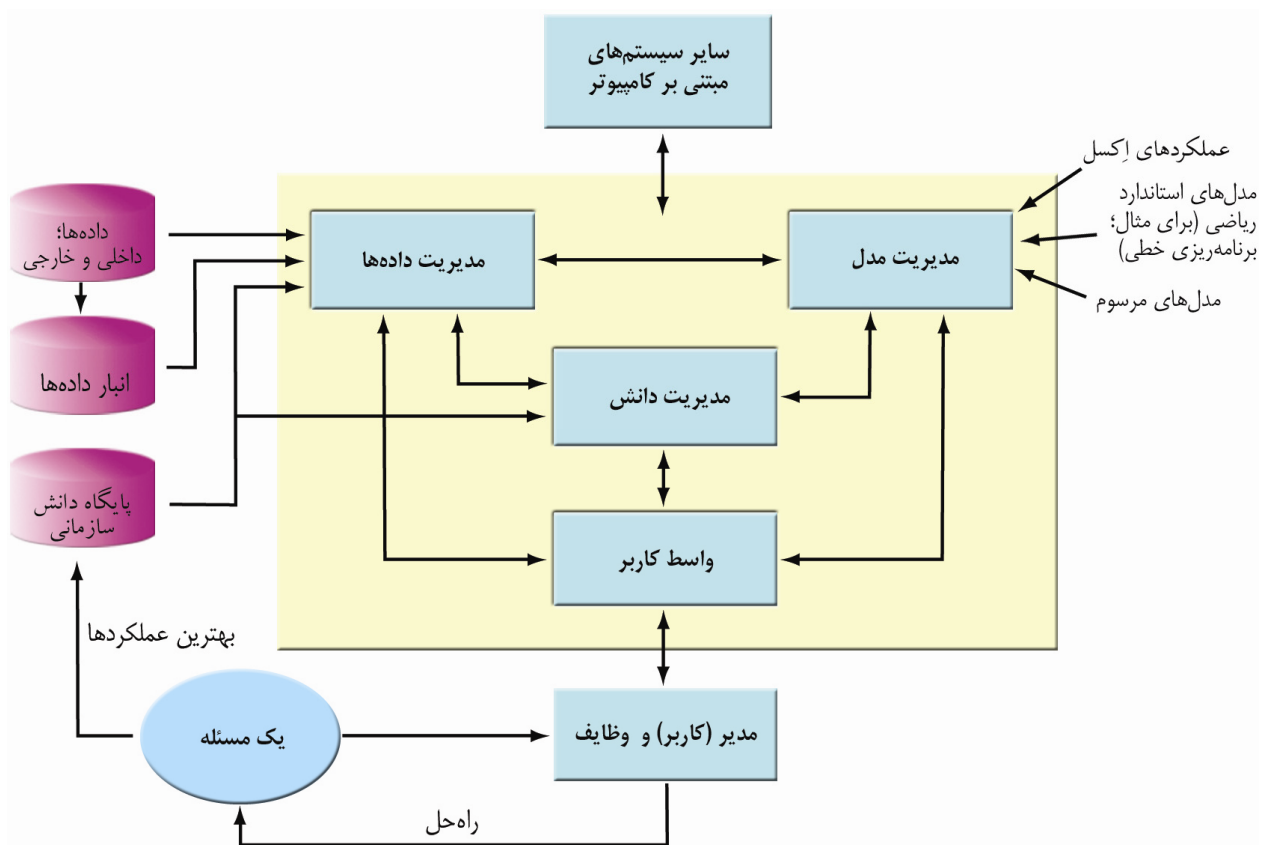 سایر سیستم‌های
مبتنی بر کامپیوتر
عملکردهای اِکسل
مدل‌های استاندارد
ریاضی (برای مثال؛
برنامه‌ریزی خطی)
مدل‌های مرسوم
مدیریت مدل
مدیریت داده‌ها
داده‌ها؛
داخلی و خارجی
انبار داده‌ها
مدیریت دانش
پایگاه دانش
سازمانی
واسط کاربر
بهترین عملکردها
مدیر (کاربر) و وظایف
یک مسئله
راه‌حل